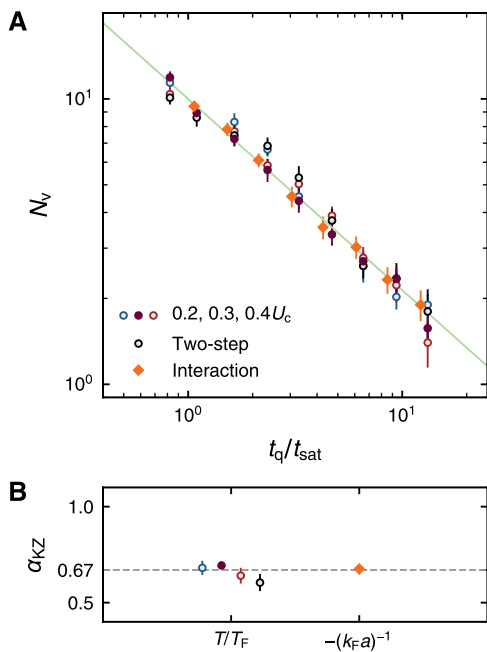 A
10¹
N_v
0.2, 0.3, 0.4U_c
Two-step
Interaction
10⁰
10⁰ 10¹
t_q/t_sat
B
1.0
α_KZ
0.67
0.5
T/T_F −(k_Fa)⁻¹